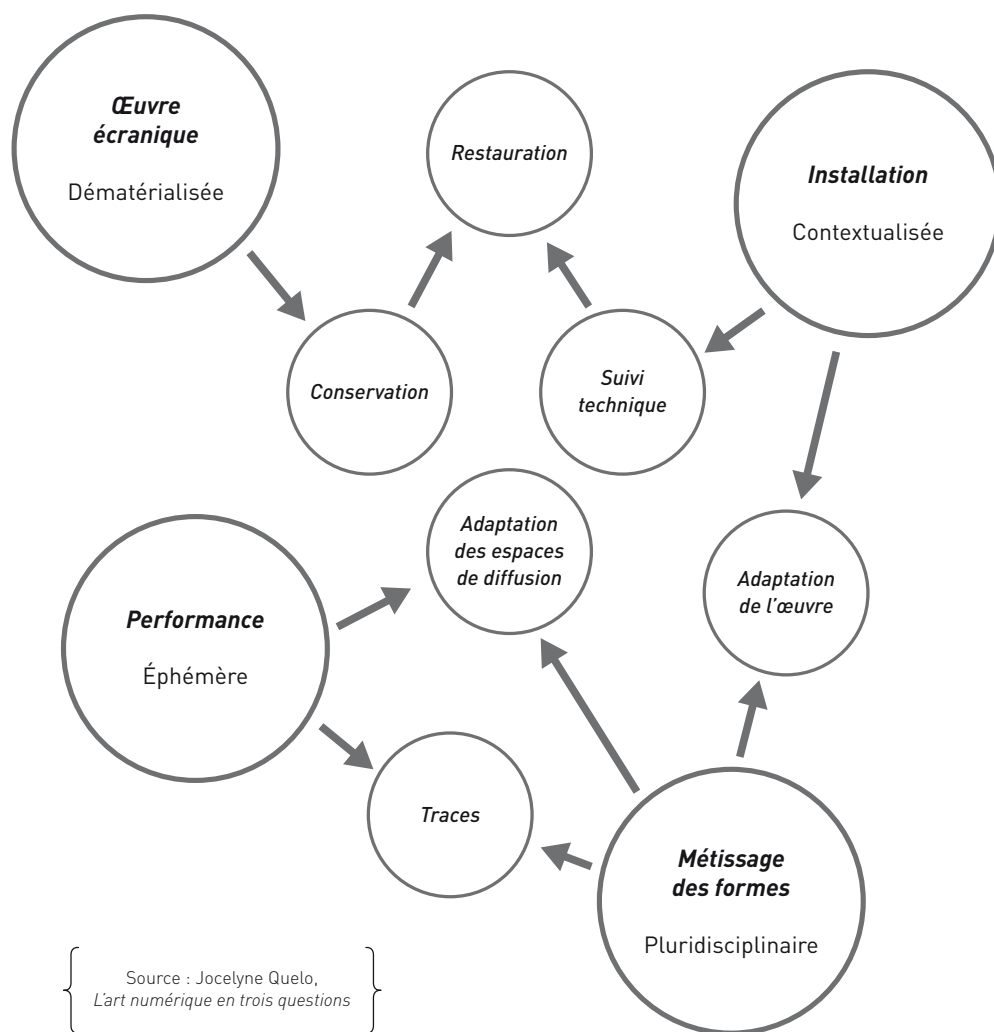 Œuvre
écranique
Dématérialisée
Restauration
Installation
Contextualisée
Conservation
Suivi
technique
Adaptation
des espaces
de diffusion
Adaptation
de l’œuvre
Performance
Éphémère
Traces
Métissage
des formes
Pluridisciplinaire
Source : Jocelyne Quelo,
L’art numérique en trois questions